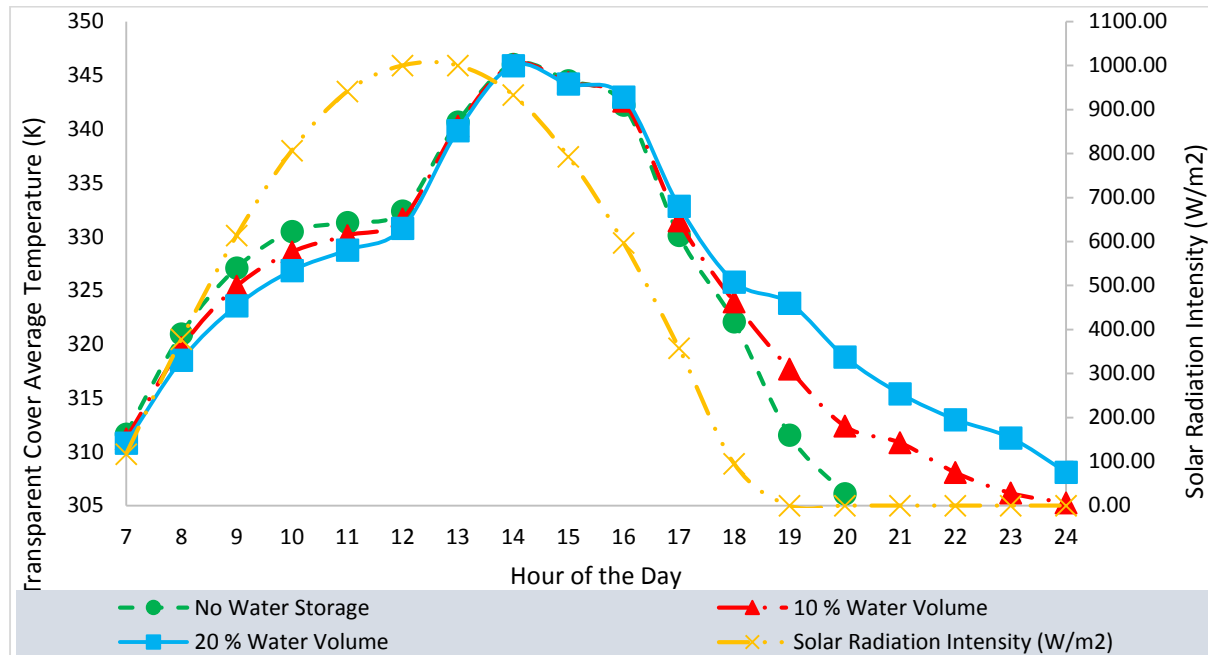 350
345
340
335
330
325
320
315
310
305
Transparent Cover Average Temperature (K)
1100.00
1000.00
900.00
800.00
700.00
600.00
500.00
400.00
300.00
200.00
100.00
0.00
Solar Radiation Intensity (W/m2)
7 8 9 10 11 12 13 14 15 16 17 18 19 20 21 22 23 24
Hour of the Day
No Water Storage
10 % Water Volume
20 % Water Volume
Solar Radiation Intensity (W/m2)